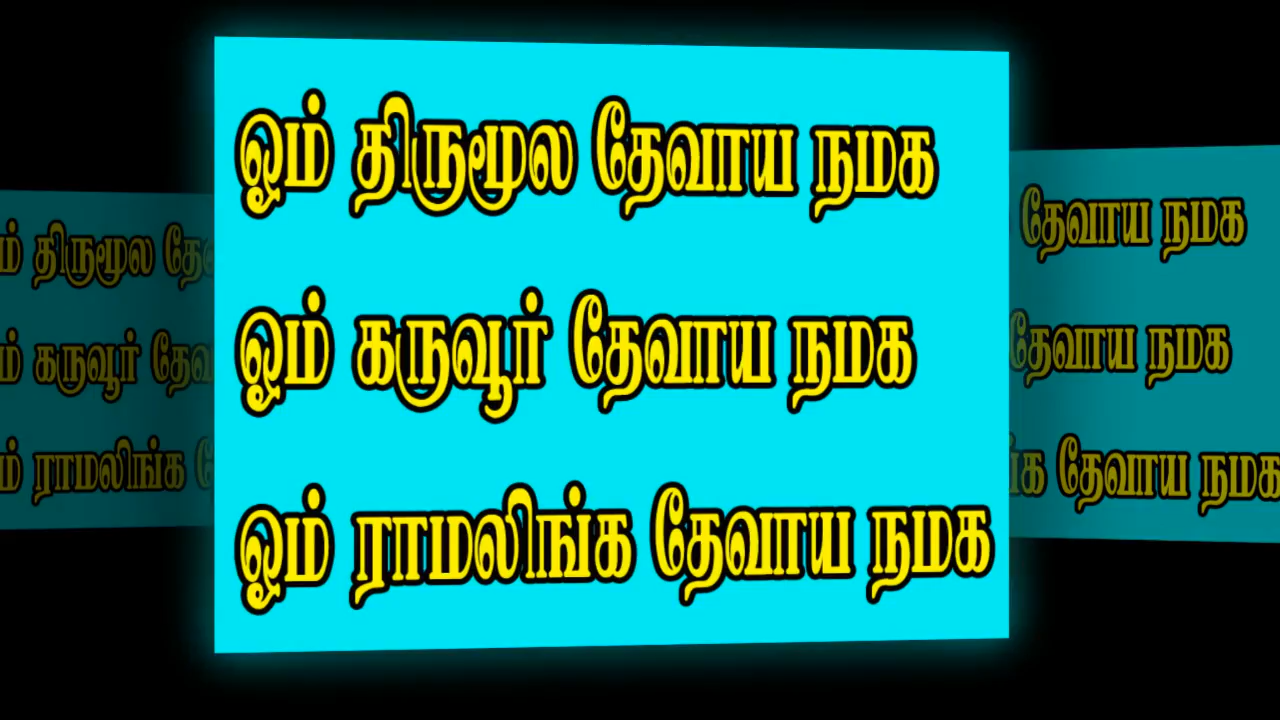 ஓம் திருமூல தேவாய நமக
ஓம் கருவூர் தேவாய நமக
ஓம் ராமலிங்க தேவாய நமக